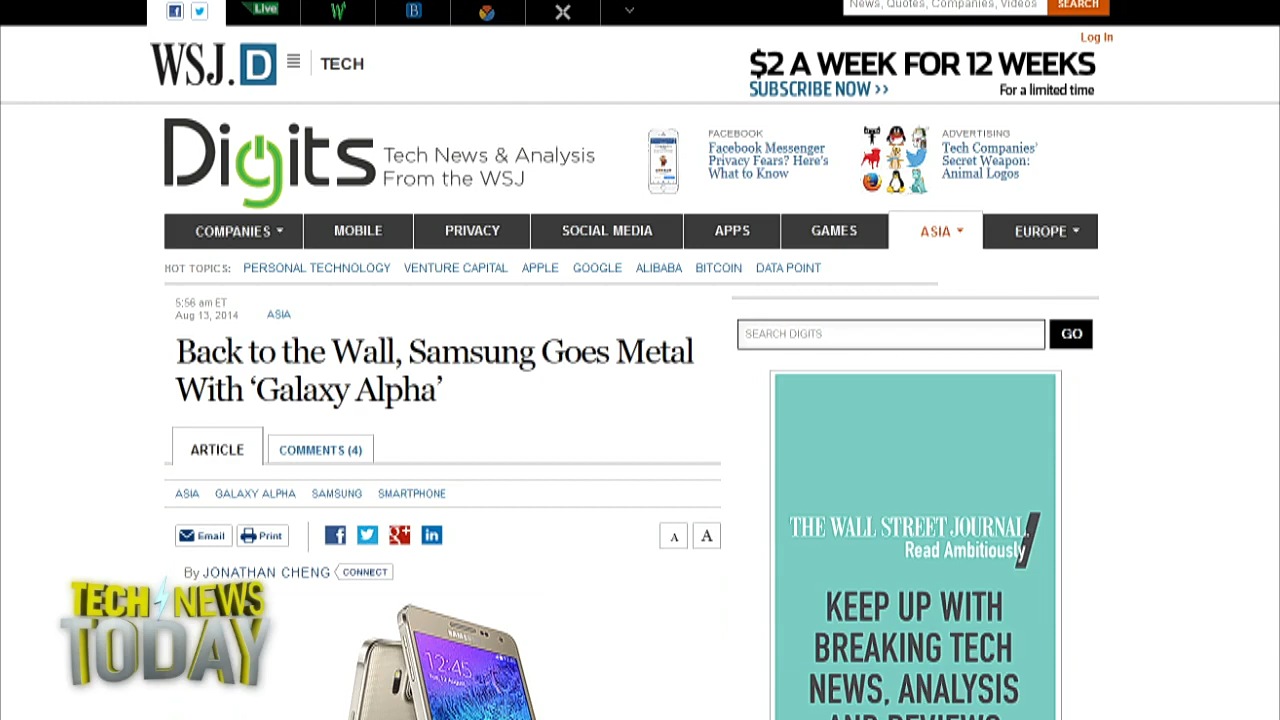 Live
News, Quotes, Companies, Videos
SEARCH
Log In
WSJ.D
TECH
$2 A WEEK FOR 12 WEEKS
SUBSCRIBE NOW >>
For a limited time
Digits
Tech News & Analysis
From the WSJ
FACEBOOK
Facebook Messenger
Privacy Fears? Here's
What to Know
ADVERTISING
Tech Companies'
Secret Weapon:
Animal Logos
COMPANIES
MOBILE
PRIVACY
SOCIAL MEDIA
APPS
GAMES
ASIA
EUROPE
HOT TOPICS: PERSONAL TECHNOLOGY VENTURE CAPITAL APPLE GOOGLE ALIBABA BITCOIN DATA POINT
5:56 am ET
Aug 13, 2014
ASIA
SEARCH DIGITS
GO
Back to the Wall, Samsung Goes Metal
With ‘Galaxy Alpha’
ARTICLE
COMMENTS (4)
ASIA GALAXY ALPHA SAMSUNG SMARTPHONE
Email
Print
A
A
By JONATHAN CHENG
CONNECT
SAMSUNG
12:45
TECH NEWS
TODAY
THE WALL STREET JOURNAL
Read Ambitiously
KEEP UP WITH
BREAKING TECH
NEWS, ANALYSIS
AND REVIEWS